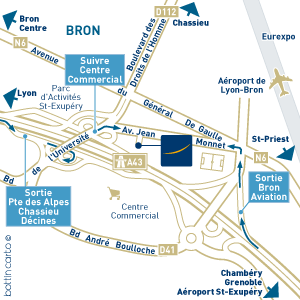 Bron
Centre
N6
BRON
D112
Chassieu
Eurexpo
Avenue
du
Général
De
Gaulle
Boulevard des
Droits de l'Homme
Suivre
Centre
Commercial
Aéroport de
Lyon-Bron
Lyon
Parc
d'Activités
St-Exupéry
Av. Jean
Monnet
St-Priest
N6
l'Université
de
Bd
A43
Sortie
Pte des Alpes
Chassieu
Décines
Centre
Commercial
Sortie
Bron
Aviation
Bd André Boulloche
D41
Chambéry
Grenoble
Aéroport St-Exupéry
botticarto ©